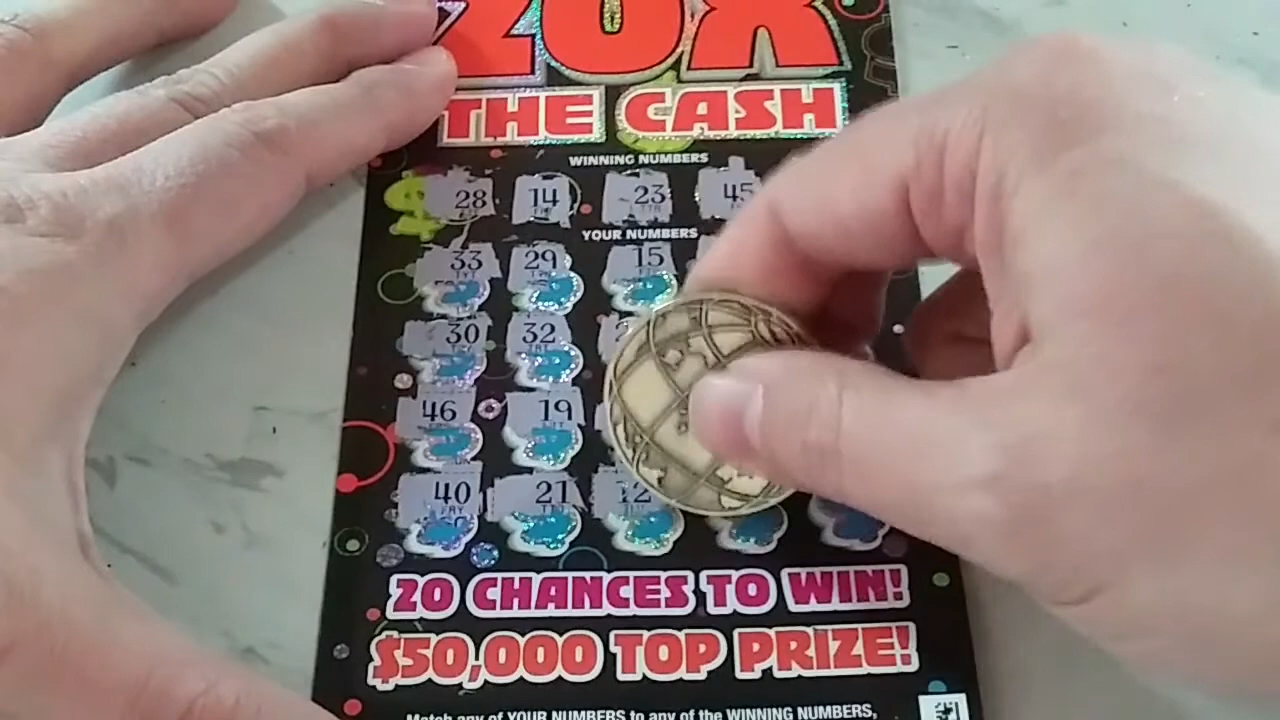 20X
THE CASH
WINNING NUMBERS
28 14 23 45
YOUR NUMBERS
33 29 15
30 32
46 19
40 21 12
20 CHANCES TO WIN!
$50,000 TOP PRIZE!
Match any of YOUR NUMBERS to any of the WINNING NUMBERS,